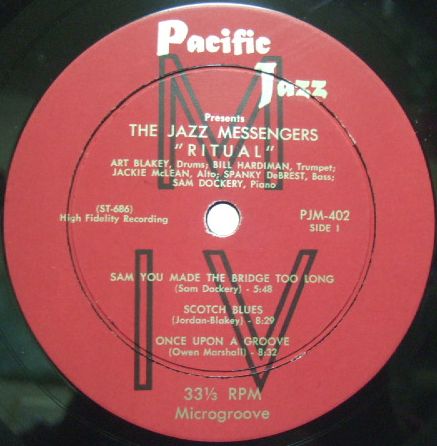 Pacific
Jazz
M
Presents
THE JAZZ MESSENGERS
"RITUAL"
ART BLAKEY, Drums; BILL HARDIMAN, Trumpet;
JACKIE McLEAN, Alto; SPANKY DeBREST, Bass;
SAM DOCKERY, Piano
(ST-686)
High Fidelity Recording
PJM-402
SIDE 1
IV
SAM YOU MADE THE BRIDGE TOO LONG
(Sam Dockery) - 5:48
SCOTCH BLUES
(Jordan-Blakey) - 8:29
ONCE UPON A GROOVE
(Owen Marshall) - 8:32
33⅓ RPM
Microgroove